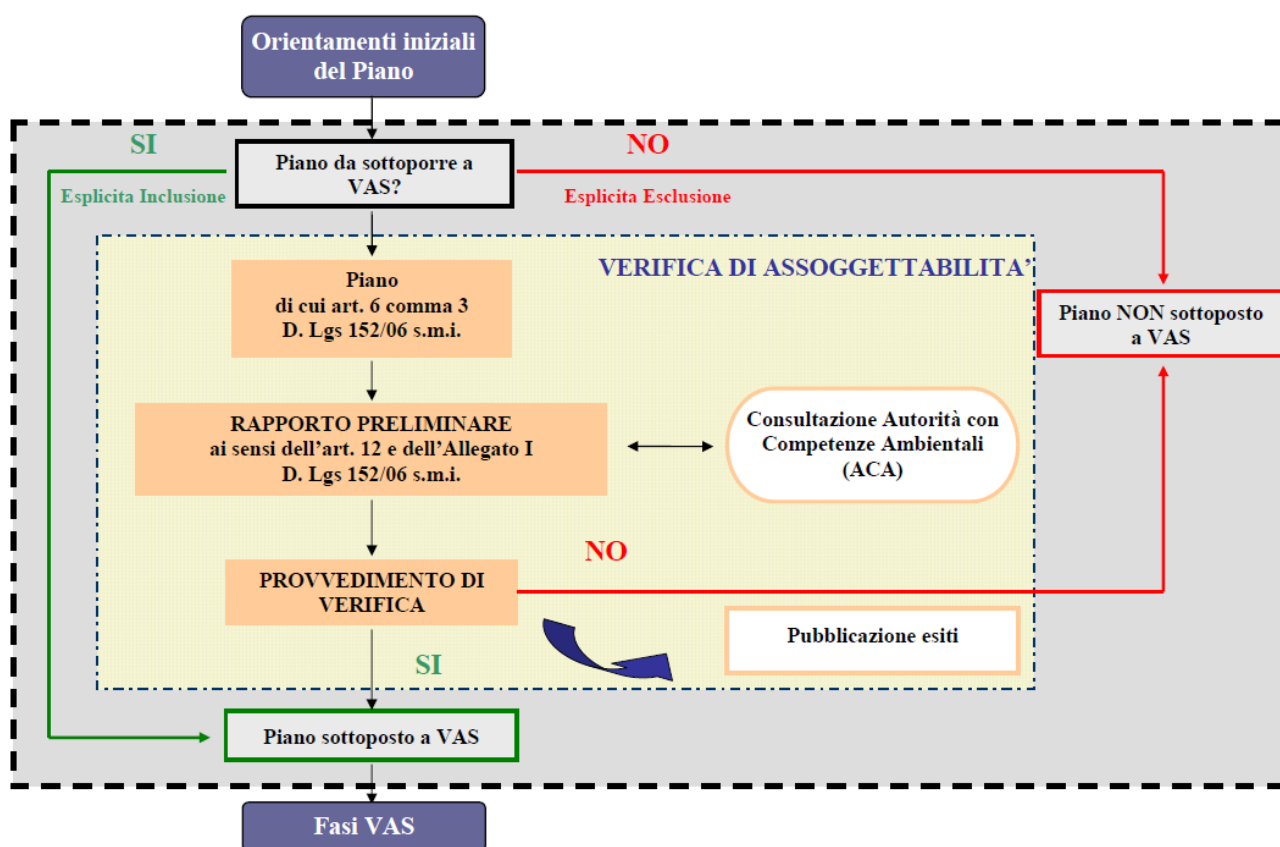 Orientamenti iniziali
del Piano
SI
NO
Piano da sottoporre a
VAS?
Esplicita Inclusione
Esplicita Esclusione
VERIFICA DI ASSOGGETTABILITA’
Piano
di cui art. 6 comma 3
D. Lgs 152/06 s.m.i.
Piano NON sottoposto
a VAS
RAPPORTO PRELIMINARE
ai sensi dell’art. 12 e dell’Allegato I
D. Lgs 152/06 s.m.i.
Consultazione Autorità con
Competenze Ambientali
(ACA)
NO
PROVVEDIMENTO DI
VERIFICA
Pubblicazione esiti
SI
Piano sottoposto a VAS
Fasi VAS